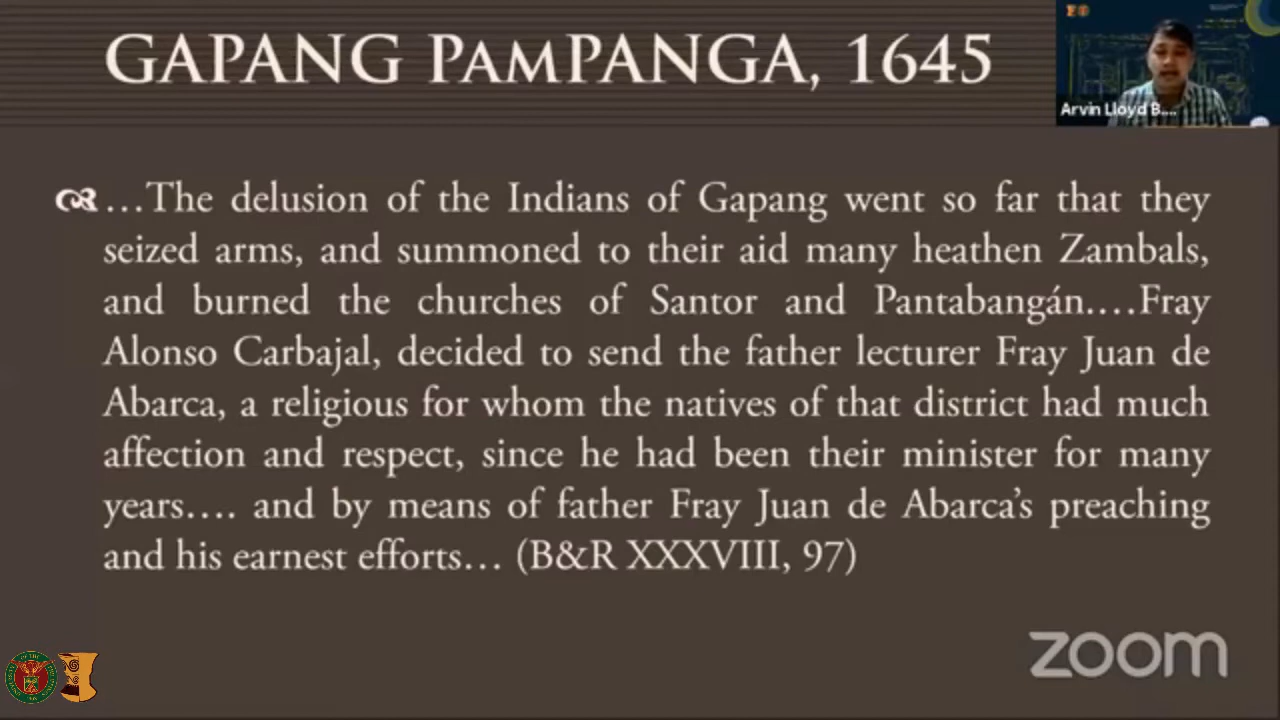 GAPANG PAMPANGA, 1645
Arvin Lloyd B....
…The delusion of the Indians of Gapang went so far that they
seized arms, and summoned to their aid many heathen Zambals,
and burned the churches of Santor and Pantabangán….Fray
Alonso Carbajal, decided to send the father lecturer Fray Juan de
Abarca, a religious for whom the natives of that district had much
affection and respect, since he had been their minister for many
years…. and by means of father Fray Juan de Abarca’s preaching
and his earnest efforts… (B&R XXXVIII, 97)
zoom